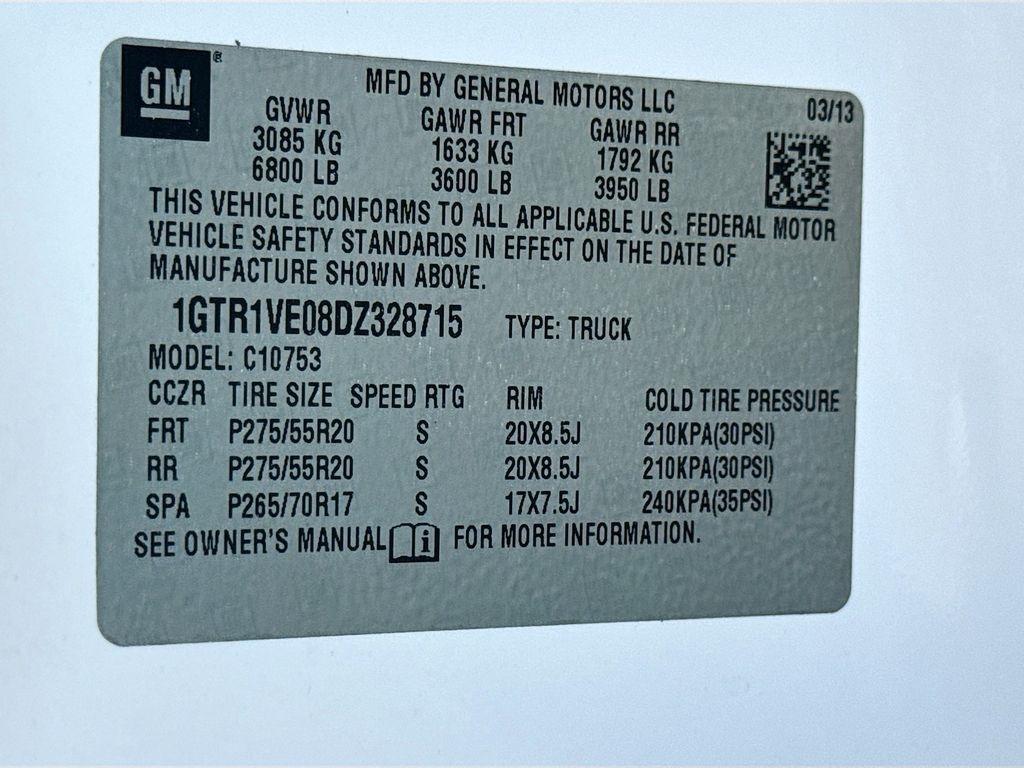 GM ®
MFD BY GENERAL MOTORS LLC 03/13
GVWR GAWR FRT GAWR RR
3085 KG 1633 KG 1792 KG
6800 LB 3600 LB 3950 LB
THIS VEHICLE CONFORMS TO ALL APPLICABLE U.S. FEDERAL MOTOR
VEHICLE SAFETY STANDARDS IN EFFECT ON THE DATE OF
MANUFACTURE SHOWN ABOVE.
1GTR1VE08DZ328715 TYPE: TRUCK
MODEL: C10753
CCZR TIRE SIZE SPEED RTG RIM COLD TIRE PRESSURE
FRT P275/55R20 S 20X8.5J 210KPA(30PSI)
RR P275/55R20 S 20X8.5J 210KPA(30PSI)
SPA P265/70R17 S 17X7.5J 240KPA(35PSI)
SEE OWNER'S MANUAL i FOR MORE INFORMATION.